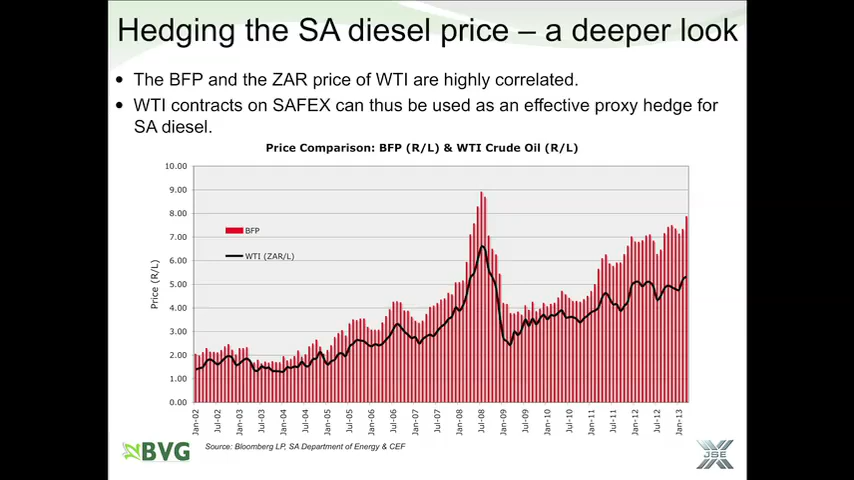 Hedging the SA diesel price – a deeper look
• The BFP and the ZAR price of WTI are highly correlated.
• WTI contracts on SAFEX can thus be used as an effective proxy hedge for
SA diesel.
Price Comparison: BFP (R/L) & WTI Crude Oil (R/L)
10.00
9.00
8.00
7.00
6.00
5.00
4.00
3.00
2.00
1.00
0.00
Price (R/L)
BFP
WTI (ZAR/L)
Jan-02
Jul-02
Jan-03
Jul-03
Jan-04
Jul-04
Jan-05
Jul-05
Jan-06
Jul-06
Jan-07
Jul-07
Jan-08
Jul-08
Jan-09
Jul-09
Jan-10
Jul-10
Jan-11
Jul-11
Jan-12
Jul-12
Jan-13
Source: Bloomberg LP, SA Department of Energy & CEF
BVG
JSE